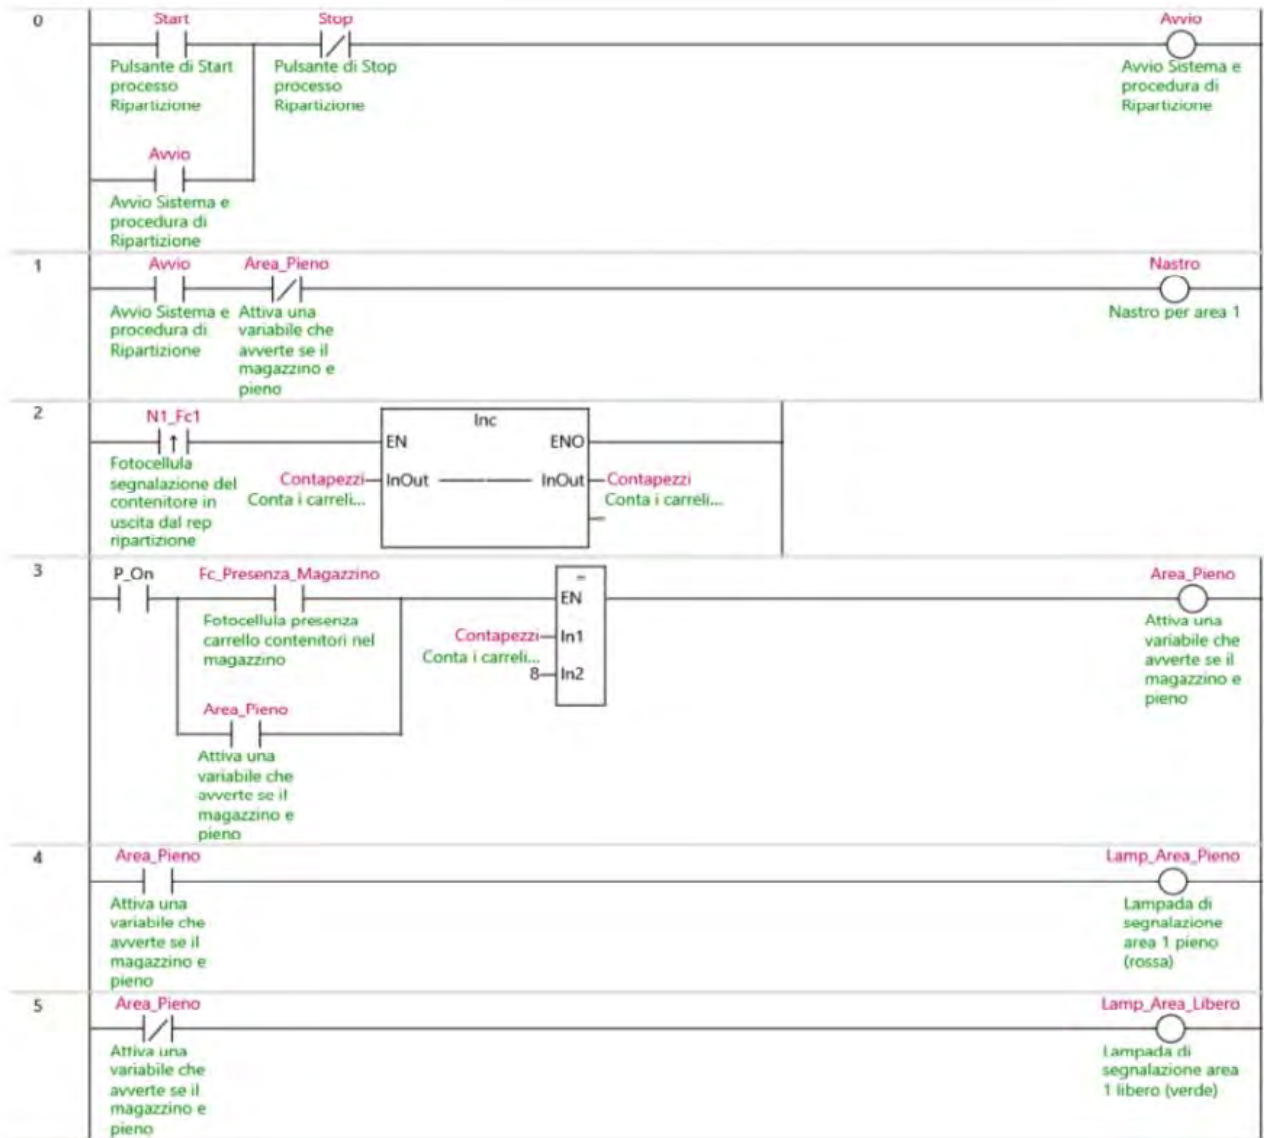 0
Start
Stop
Avvio
Pulsante di Start
processo
Ripartizione
Pulsante di Stop
processo
Ripartizione
Avvio Sistema e
procedura di
Ripartizione
Avvio
Avvio Sistema e
procedura di
Ripartizione
1
Avvio
Area_Pieno
Nastro
Avvio Sistema e
procedura di
Ripartizione
Attiva una
variabile che
avverte se il
magazzino e
pieno
Nastro per area 1
2
N1_Fc1
Inc
EN
ENO
Fotocellula
segnalazione del
contenitore in
uscita dal rep
ripartizione
Contapezzi
InOut
InOut
Contapezzi
Conta i carreli...
Conta i carreli...
3
P_On
Fc_Presenza_Magazzino
=
Area_Pieno
EN
Fotocellula presenza
carrello contenitori nel
magazzino
Contapezzi
In1
Conta i carreli...
8
In2
Attiva una
variabile che
avverte se il
magazzino e
pieno
Area_Pieno
Attiva una
variabile che
avverte se il
magazzino e
pieno
4
Area_Pieno
Lamp_Area_Pieno
Attiva una
variabile che
avverte se il
magazzino e
pieno
Lampada di
segnalazione
area 1 pieno
(rossa)
5
Area_Pieno
Lamp_Area_Libero
Attiva una
variabile che
avverte se il
magazzino e
pieno
Lampada di
segnalazione area
1 libero (verde)